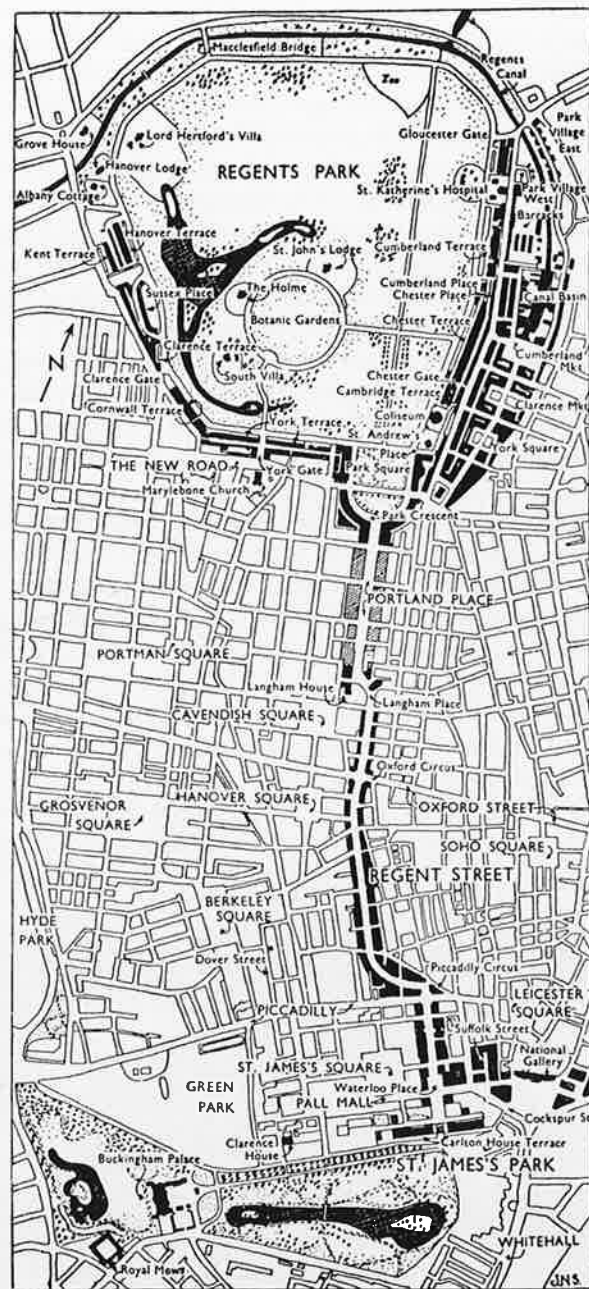 Macclesfield Bridge
Regents
Canal
Zoo
Grove House
Lord Hertford's Villa
Gloucester Gate
Park
Village
East
Hanover Lodge
REGENTS PARK
St. Katherine's Hospital
Park Village
West
Albany Cottage
Barracks
Hanover Terrace
Cumberland Terrace
Kent Terrace
St. John's Lodge
Sussex Place
The Holme
Cumberland Place
Chester Place
Canal Basin
Botanic Gardens
Chester Terrace
N
Clarence Terrace
Cumberland
Mkt.
Clarence Gate
South Villa
Chester Gate
Cambridge Terrace
Clarence Mkt.
Cornwall Terrace
Coliseum
York Terrace
St. Andrew's
Place
York Square
THE NEW ROAD
York Gate
Park Square
Marylebone Church
Park Crescent
PORTLAND PLACE
PORTMAN SQUARE
Langham House
Langham Place
CAVENDISH SQUARE
Oxford Circus
HANOVER SQUARE
OXFORD STREET
GROSVENOR
SQUARE
SOHO SQUARE
REGENT STREET
BERKELEY
SQUARE
HYDE
PARK
Dover Street
Piccadilly Circus
PICCADILLY
LEICESTER
SQUARE
Suffolk Street
ST. JAMES'S SQUARE
National
Gallery
GREEN
PARK
Waterloo Place
PALL MALL
Cockspur St
Clarence
House
Carlson House Terrace
Buckingham Palace
ST. JAMES'S PARK
WHITEHALL
Royal Mews
J.N.S.